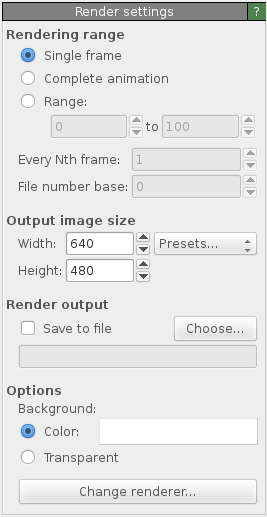 Render settings ?
Rendering range
Single frame
Complete animation
Range:
0 to 100
Every Nth frame: 1
File number base: 0
Output image size
Width: 640 Presets...
Height: 480
Render output
Save to file Choose...
Options
Background:
Color:
Transparent
Change renderer...